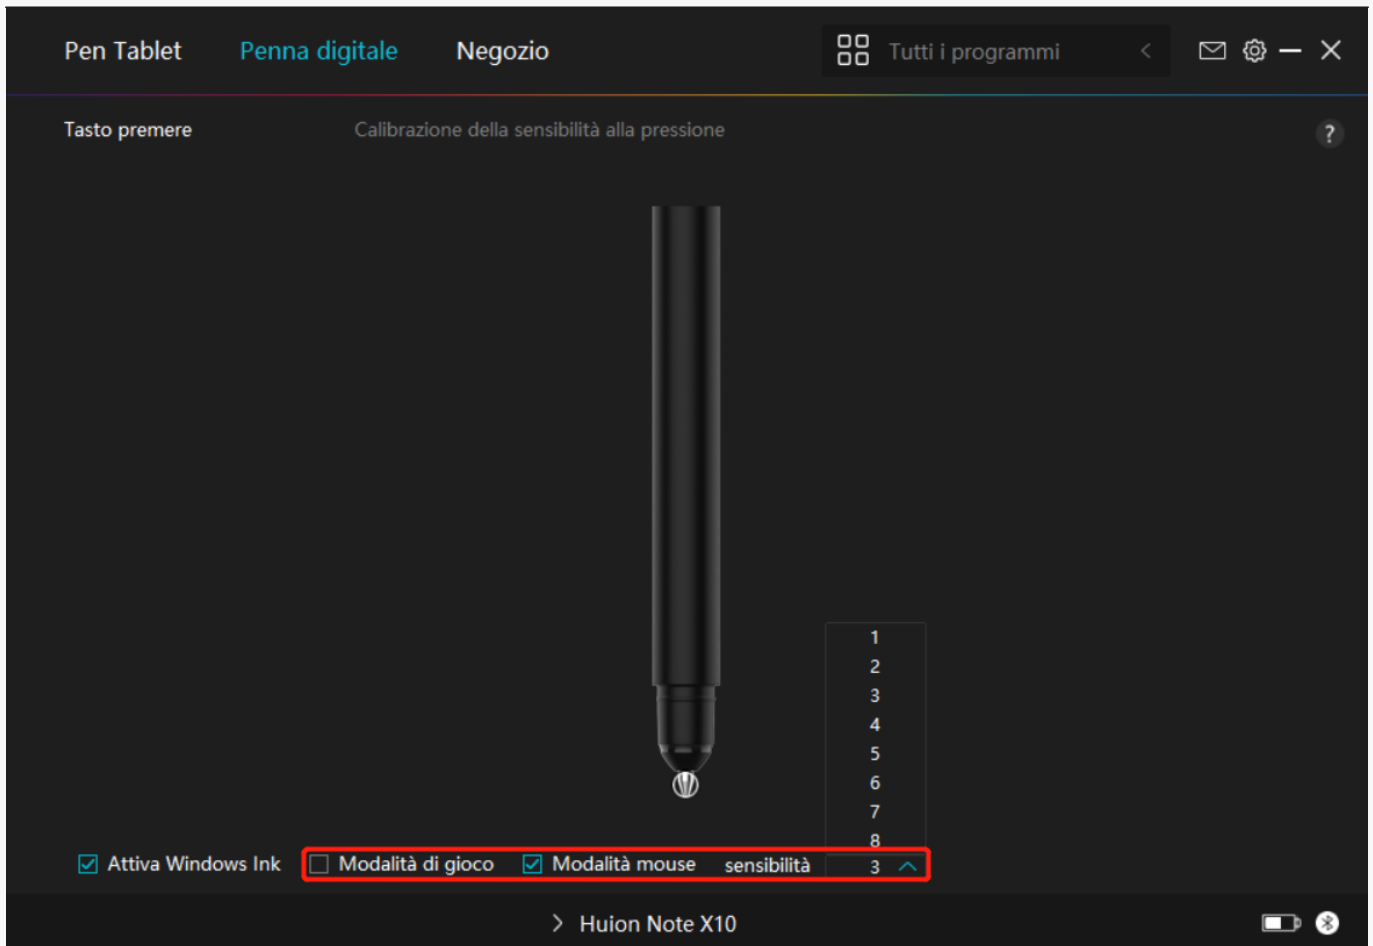 Pen Tablet Penna digitale Negozio Tutti i programmi
Tasto premere Calibrazione della sensibilità alla pressione ?
1
2
3
4
5
6
7
8
Attiva Windows Ink Modalità di gioco Modalità mouse sensibilità 3
Huion Note X10